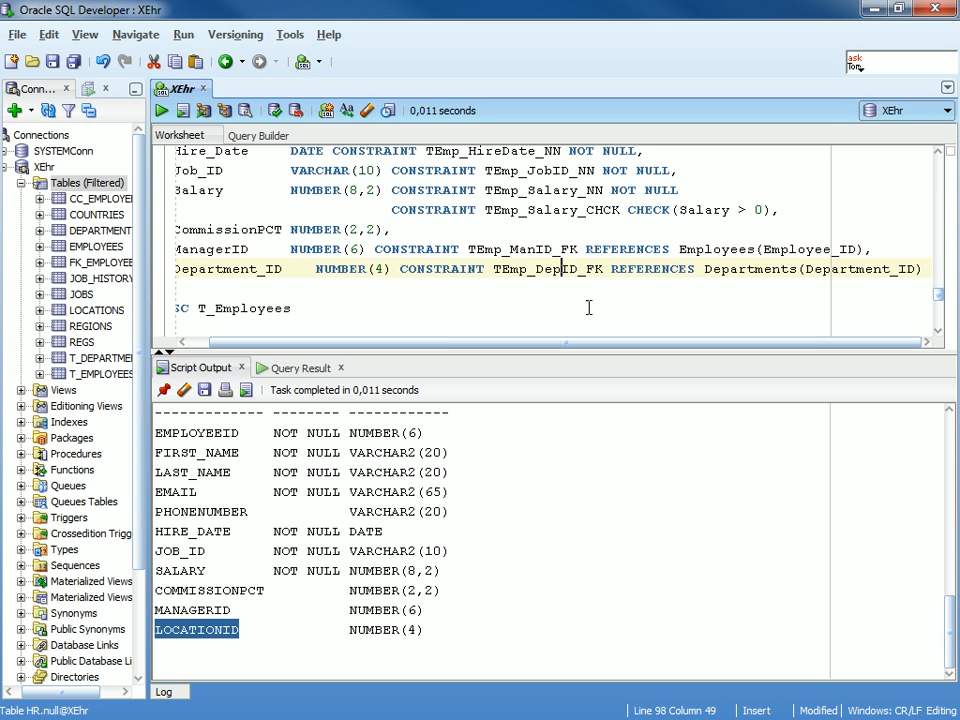 Oracle SQL Developer : XEhr
File Edit View Navigate Run Versioning Tools Help
ask
Tom
Conn... XEhr
0,011 seconds XEhr
Worksheet Query Builder
Connections
SYSTEMConn
XEhr
Tables (Filtered)
CC_EMPLOYE
COUNTRIES
DEPARTMENT
EMPLOYEES
FK_EMPLOYEE
JOB_HISTORY
JOBS
LOCATIONS
REGIONS
REGS
T_DEPARTME
T_EMPLOYEES
Views
Editioning Views
Indexes
Packages
Procedures
Functions
Queues
Queues Tables
Triggers
Crossedition Trigg
Types
Sequences
Materialized Views
Materialized Views
Synonyms
Public Synonyms
Database Links
Public Database Li
Directories
Hire_Date DATE CONSTRAINT TEmp_HireDate_NN NOT NULL,
Job_ID VARCHAR(10) CONSTRAINT TEmp_JobID_NN NOT NULL,
Salary NUMBER(8,2) CONSTRAINT TEmp_Salary_NN NOT NULL
CONSTRAINT TEmp_Salary_CHCK CHECK(Salary > 0),
CommissionPCT NUMBER(2,2),
ManagerID NUMBER(6) CONSTRAINT TEmp_ManID_FK REFERENCES Employees(Employee_ID),
Department_ID NUMBER(4) CONSTRAINT TEmp_DepID_FK REFERENCES Departments(Department_ID)
SC T_Employees
Script Output Query Result
Task completed in 0,011 seconds
------------- -------- ------------
EMPLOYEEID NOT NULL NUMBER(6)
FIRST_NAME NOT NULL VARCHAR2(20)
LAST_NAME NOT NULL VARCHAR2(20)
EMAIL NOT NULL VARCHAR2(65)
PHONENUMBER VARCHAR2(20)
HIRE_DATE NOT NULL DATE
JOB_ID NOT NULL VARCHAR2(10)
SALARY NOT NULL NUMBER(8,2)
COMMISSIONPCT NUMBER(2,2)
MANAGERID NUMBER(6)
LOCATIONID NUMBER(4)
Log
Table HR.null@XEhr Line 98 Column 49 Insert Modified Windows: CR/LF Editing